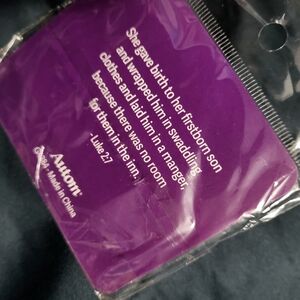 She gave birth to her firstborn son
and wrapped him in swaddling
clothes and laid him in a manger,
because there was no room
for them in the inn.
- Luke 2:7
Autom
Made in China